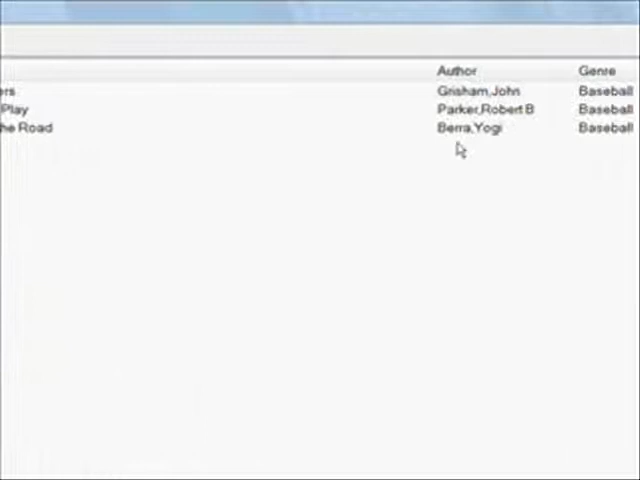 Author Genre
ers Grisham,John Baseball
Play Parker,Robert B Baseball
he Road Berra,Yogi Baseball